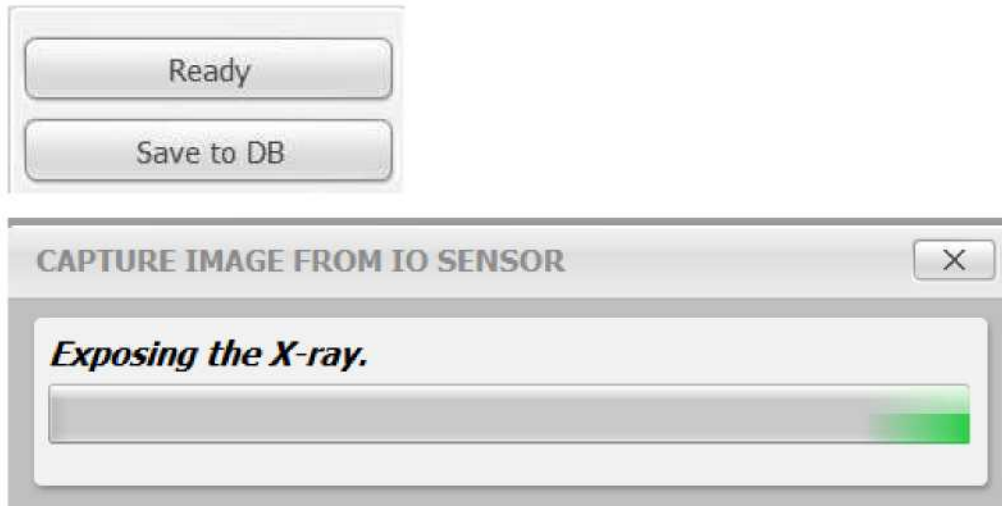 Ready
Save to DB
CAPTURE IMAGE FROM IO SENSOR
Exposing the X-ray.